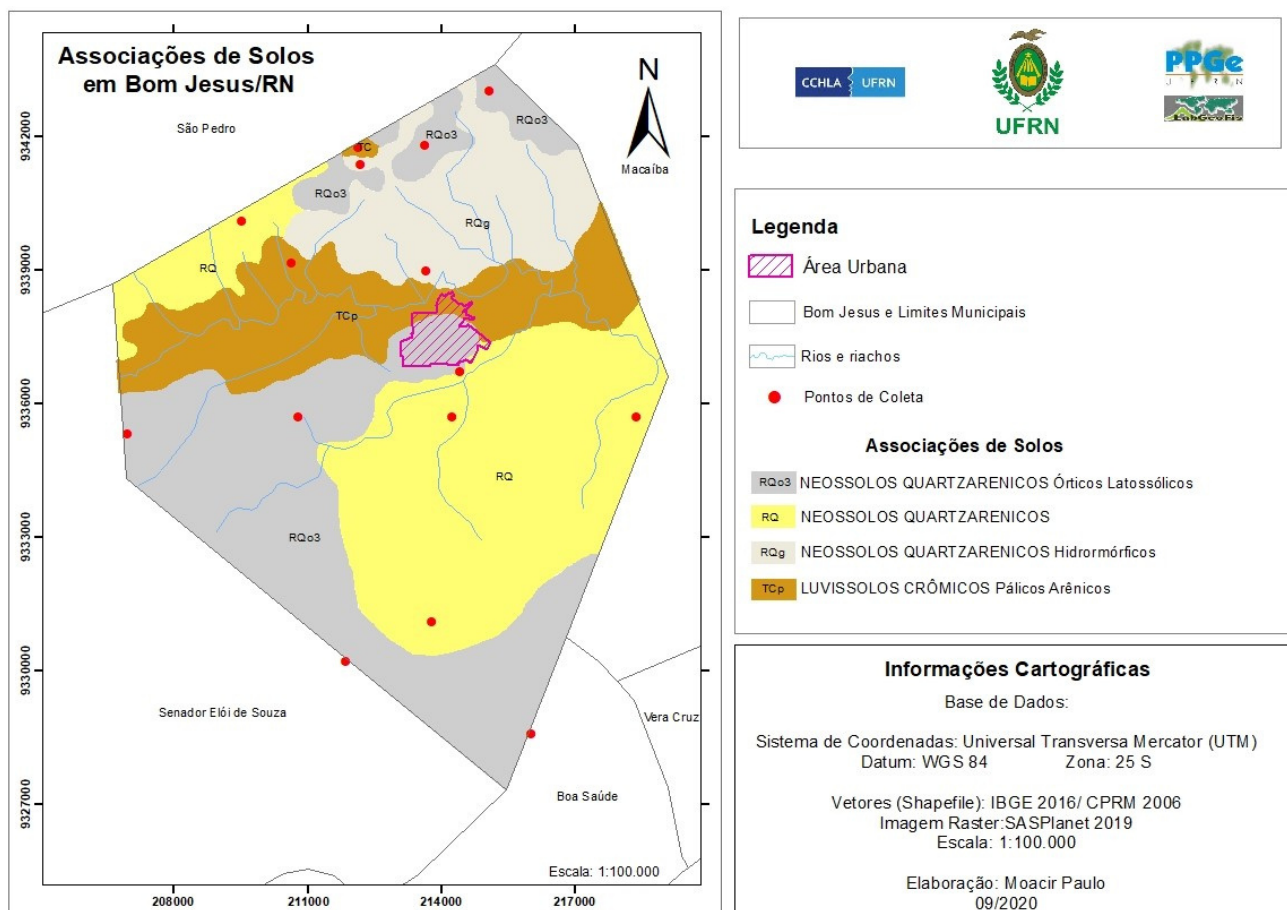 Associações de Solos
em Bom Jesus/RN
São Pedro
N
Macaíba
RQo3
RQo3
TC
RQo3
RQg
RQ
TCp
RQ
RQo3
Senador Elói de Souza
Vera Cruz
Boa Saúde
Escala: 1:100.000
9342000
9339000
9336000
9333000
9330000
9327000
208000 211000 214000 217000
CCHLA UFRN
UFRN
PPGe
UFRN
LabGeoFis
Legenda
Área Urbana
Bom Jesus e Limites Municipais
Rios e riachos
Pontos de Coleta
Associações de Solos
RQo3 NEOSSOLOS QUARTZARENICOS Órticos Latossólicos
RQ NEOSSOLOS QUARTZARENICOS
RQg NEOSSOLOS QUARTZARENICOS Hidrormórficos
TCp LUVISSOLOS CRÔMICOS Pálicos Arênicos
Informações Cartográficas
Base de Dados:
Sistema de Coordenadas: Universal Transversa Mercator (UTM)
Datum: WGS 84 Zona: 25 S
Vetores (Shapefile): IBGE 2016/ CPRM 2006
Imagem Raster:SASPlanet 2019
Escala: 1:100.000
Elaboração: Moacir Paulo
09/2020